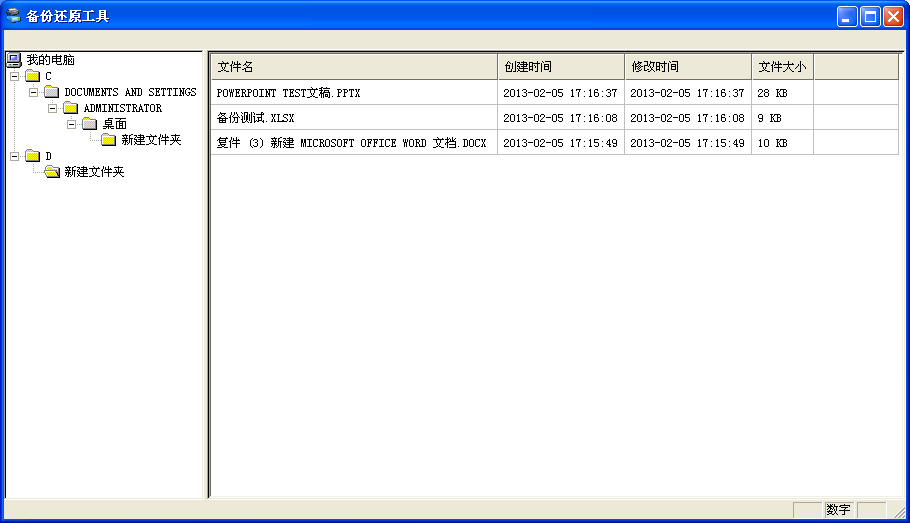 备份还原工具
我的电脑
C
DOCUMENTS AND SETTINGS
ADMINISTRATOR
桌面
新建文件夹
D
新建文件夹
文件名 创建时间 修改时间 文件大小
POWERPOINT TEST文稿.PPTX 2013-02-05 17:16:37 2013-02-05 17:16:37 28 KB
备份测试.XLSX 2013-02-05 17:16:08 2013-02-05 17:16:08 9 KB
复件 (3) 新建 MICROSOFT OFFICE WORD 文档.DOCX 2013-02-05 17:15:49 2013-02-05 17:15:49 10 KB
数字